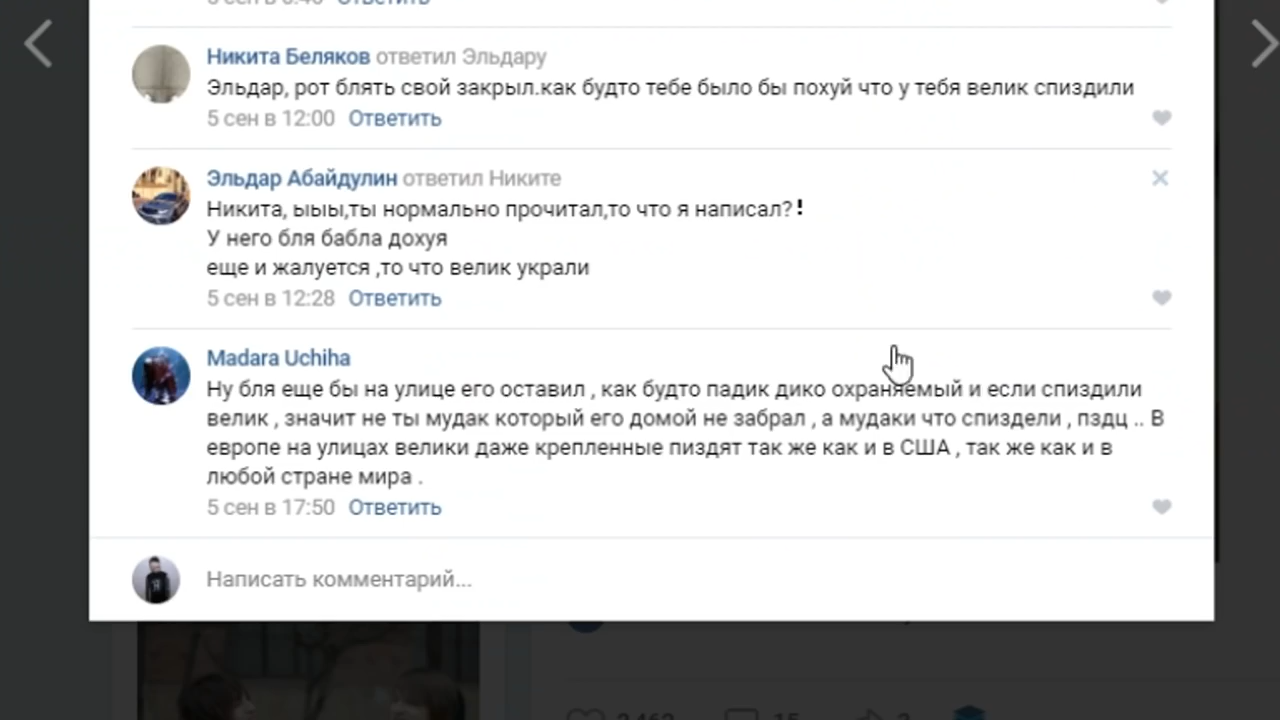 Ответить
Никита Беляков ответил Эльдару
Эльдар, рот блять свой закрыл.как будто тебе было бы похуй что у тебя велик спиздили
5 сен в 12:00 Ответить
Эльдар Абайдулин ответил Никите
Никита, ыыы,ты нормально прочитал,то что я написал?!
У него бля бабла дохуя
еще и жалуется ,то что велик украли
5 сен в 12:28 Ответить
Madara Uchiha
Ну бля еще бы на улице его оставил , как будто падик дико охраняемый и если спиздили
велик , значит не ты мудак который его домой не забрал , а мудаки что спиздели , пздц .. В
европе на улицах велики даже крепленные пиздят так же как и в США , так же как и в
любой стране мира .
5 сен в 17:50 Ответить
Написать комментарий...